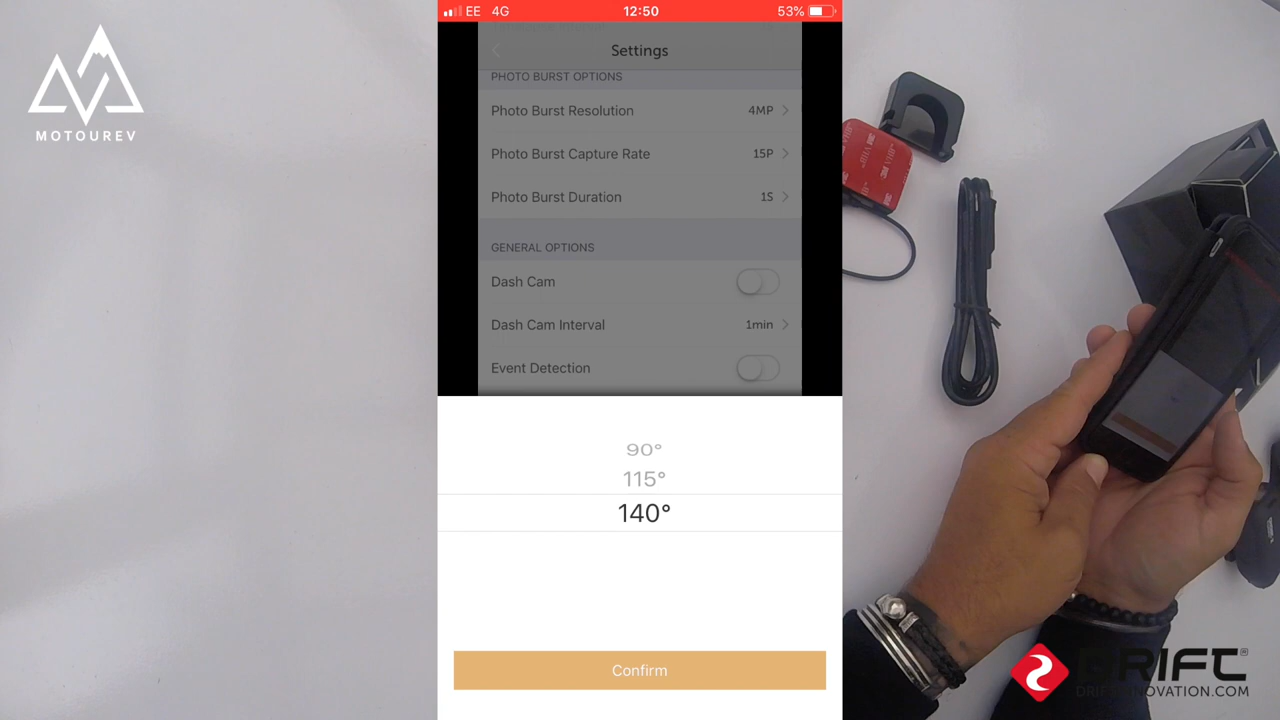 EE 4G 12:50 53%
Settings
PHOTO BURST OPTIONS
Photo Burst Resolution 4MP
Photo Burst Capture Rate 15P
Photo Burst Duration 1S
GENERAL OPTIONS
Dash Cam
Dash Cam Interval 1min
Event Detection
90°
115°
140°
Confirm
MOTOUREV
3M VHB
DRIFT®
DRIFTINNOVATION.COM